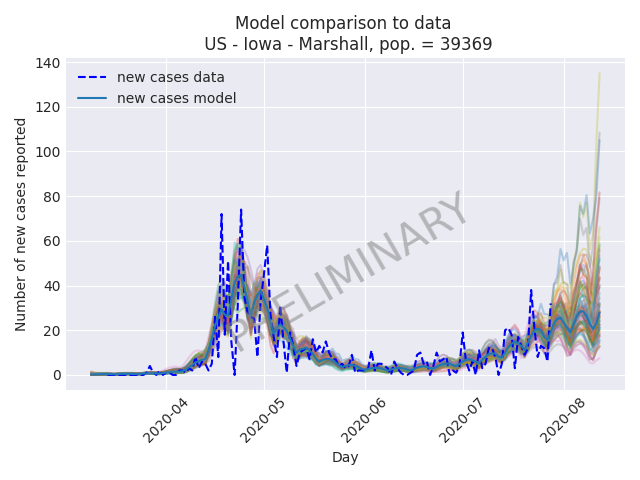 Model comparison to data
US - Iowa - Marshall, pop. = 39369
140
120
100
80
60
40
20
0
Number of new cases reported
new cases data
new cases model
PRELIMINARY
2020-04
2020-05
2020-06
2020-07
2020-08
Day